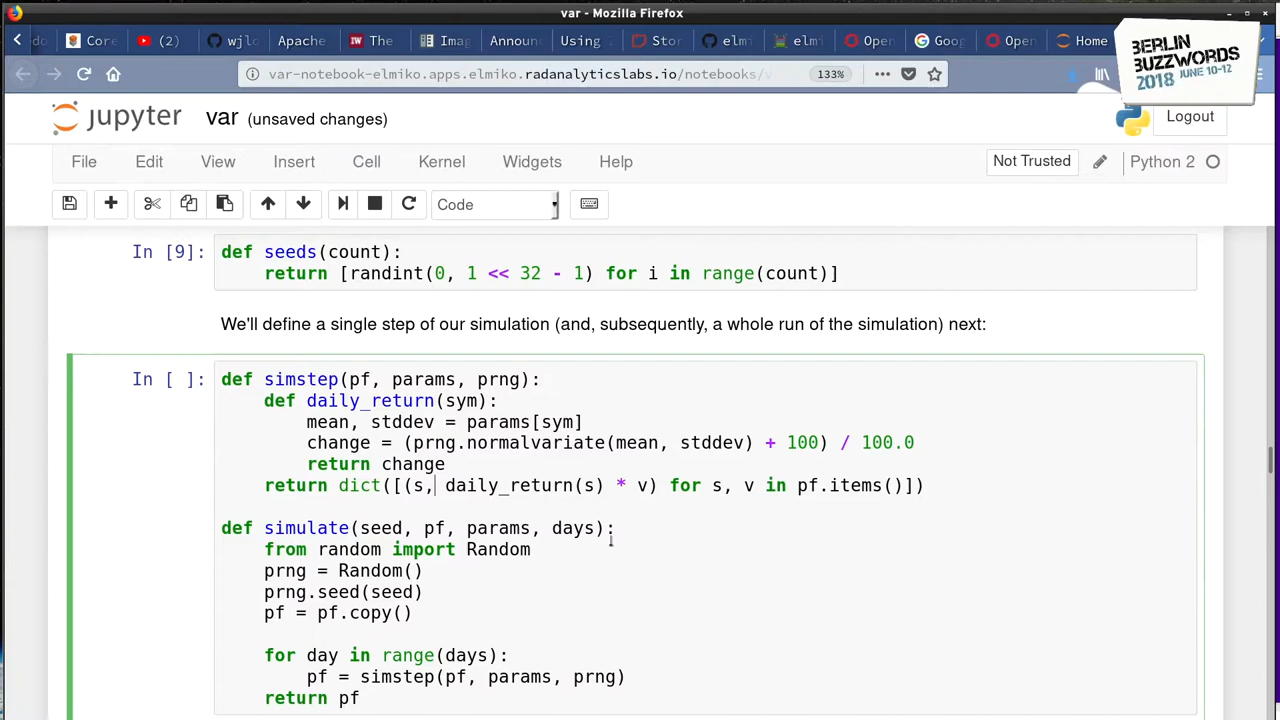 var - Mozilla Firefox
Core
(2)
wjlo
Apache
The
Imag
Announ
Using
Stor
elmi
elmi
Open
Goog
Open
Home
var-notebook-elmiko.apps.elmiko.radanalyticslabs.io/notebooks/v
133%
BERLIN
BUZZWORDS
2018 JUNE 10-12
jupyter
var (unsaved changes)
Logout
File Edit View Insert Cell Kernel Widgets Help
Not Trusted
Python 2
Code
In [9]:
def seeds(count):
    return [randint(0, 1 << 32 - 1) for i in range(count)]
We'll define a single step of our simulation (and, subsequently, a whole run of the simulation) next:
In [ ]:
def simstep(pf, params, prng):
    def daily_return(sym):
        mean, stddev = params[sym]
        change = (prng.normalvariate(mean, stddev) + 100) / 100.0
        return change
    return dict([(s, daily_return(s) * v) for s, v in pf.items()])
def simulate(seed, pf, params, days):
    from random import Random
    prng = Random()
    prng.seed(seed)
    pf = pf.copy()
    for day in range(days):
        pf = simstep(pf, params, prng)
    return pf